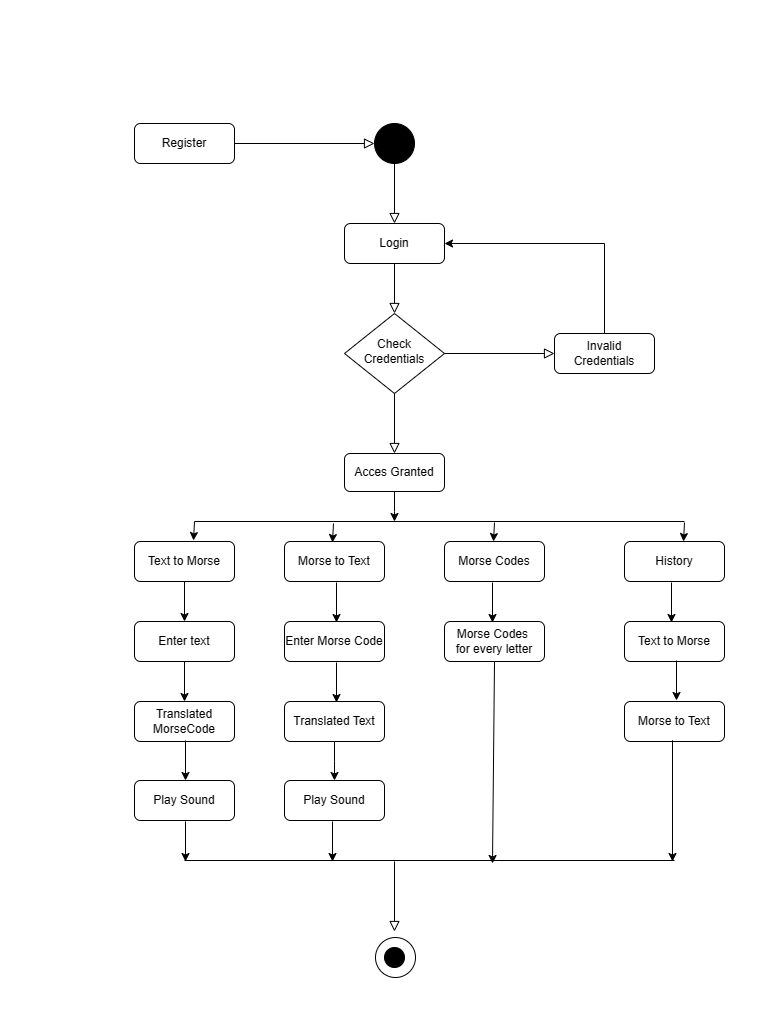 Register
Login
Check
Credentials
Invalid
Credentials
Acces Granted
Text to Morse
Morse to Text
Morse Codes
History
Enter text
Enter Morse Code
Morse Codes
for every letter
Text to Morse
Translated
MorseCode
Translated Text
Morse to Text
Play Sound
Play Sound